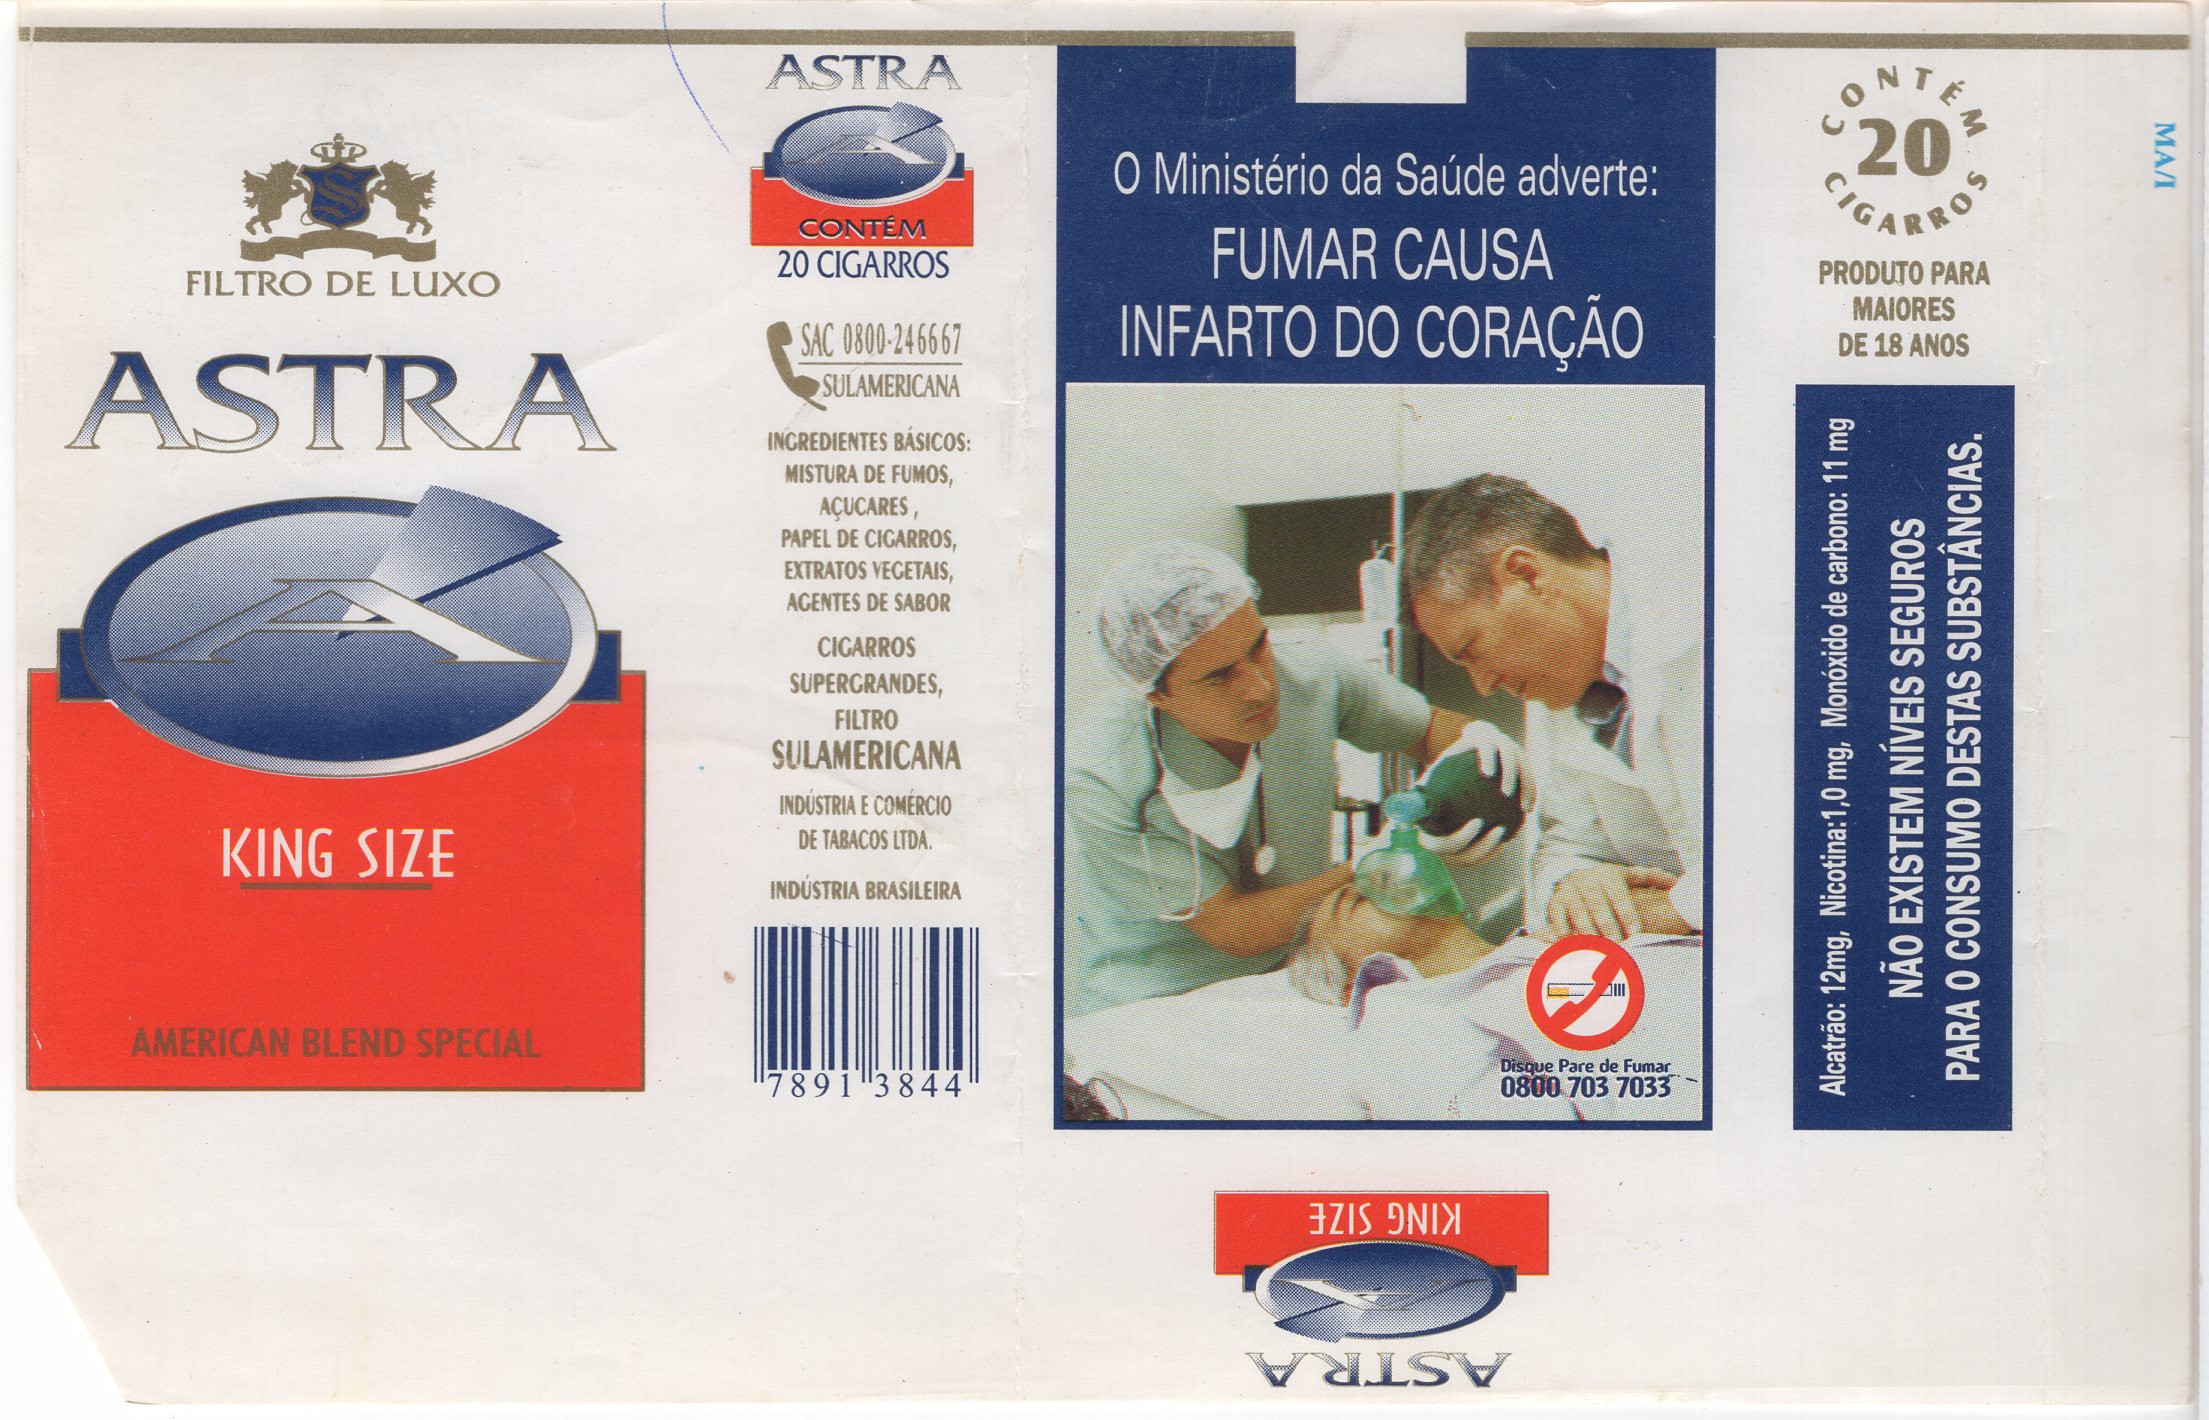 S
FILTRO DE LUXO
ASTRA
A
KING SIZE
AMERICAN BLEND SPECIAL
ASTRA
A
CONTÉM
20 CIGARROS
SAC 0800-246667
SULAMERICANA
INGREDIENTES BÁSICOS:
MISTURA DE FUMOS,
AÇUCARES ,
PAPEL DE CIGARROS,
EXTRATOS VEGETAIS,
AGENTES DE SABOR
CIGARROS
SUPERGRANDES,
FILTRO
SULAMERICANA
INDÚSTRIA E COMÉRCIO
DE TABACOS LTDA.
INDÚSTRIA BRASILEIRA
7891 3844
O Ministério da Saúde adverte:
FUMAR CAUSA
INFARTO DO CORAÇÃO
Disque Pare de Fumar
0800 703 7033
KING SIZE
A
ASTRA
CONTÉM
20
CIGARROS
PRODUTO PARA
MAIORES
DE 18 ANOS
Alcatrão: 12mg, Nicotina:1,0 mg, Monóxido de carbono: 11 mg
NÃO EXISTEM NÍVEIS SEGUROS
PARA O CONSUMO DESTAS SUBSTÂNCIAS.
MA/I